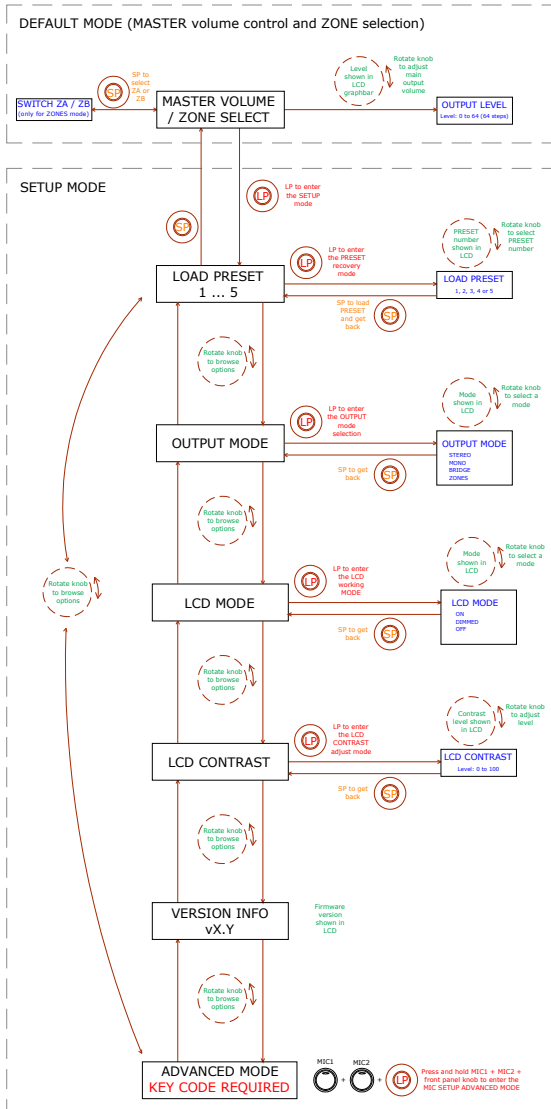 DEFAULT MODE (MASTER volume control and ZONE selection)
SP to
select
ZA or
ZB
SP
SWITCH ZA / ZB
(only for ZONES mode)
MASTER VOLUME
/ ZONE SELECT
Level
shown in
LCD
graphbar
Rotate knob
to adjust
main
output
volume
OUTPUT LEVEL
Level: 0 to 64 (64 steps)
SETUP MODE
SP
LP
LP to enter
the SETUP
mode
LOAD PRESET
1 ... 5
LP
LP to enter
the PRESET
recovery
mode
PRESET
number
shown in
LCD
Rotate knob
to select
PRESET
number
LOAD PRESET
1, 2, 3, 4 or 5
SP to load
PRESET
and get
back
SP
Rotate knob
to browse
options
OUTPUT MODE
LP
LP to enter
the OUTPUT
mode
selection
Mode
shown in
LCD
Rotate knob
to select a
mode
OUTPUT MODE
STEREO
MONO
BRIDGE
ZONES
SP to get
back
SP
Rotate knob
to browse
options
Rotate knob
to browse
options
LCD MODE
LP
LP to enter
the LCD
working
MODE
Mode
shown in
LCD
Rotate knob
to select a
mode
LCD MODE
ON
DIMMED
OFF
SP to get
back
SP
Rotate knob
to browse
options
LCD CONTRAST
LP
LP to enter
the LCD
CONTRAST
adjust mode
Contrast
level shown
in LCD
Rotate knob
to adjust
level
LCD CONTRAST
Level: 0 to 100
SP to get
back
SP
Rotate knob
to browse
options
VERSION INFO
vX.Y
Firmware
version
shown in
LCD
Rotate knob
to browse
options
ADVANCED MODE
KEY CODE REQUIRED
MIC1
MIC2
+
+
LP
Press and hold MIC1 + MIC2 +
front panel knob to enter the
MIC SETUP ADVANCED MODE